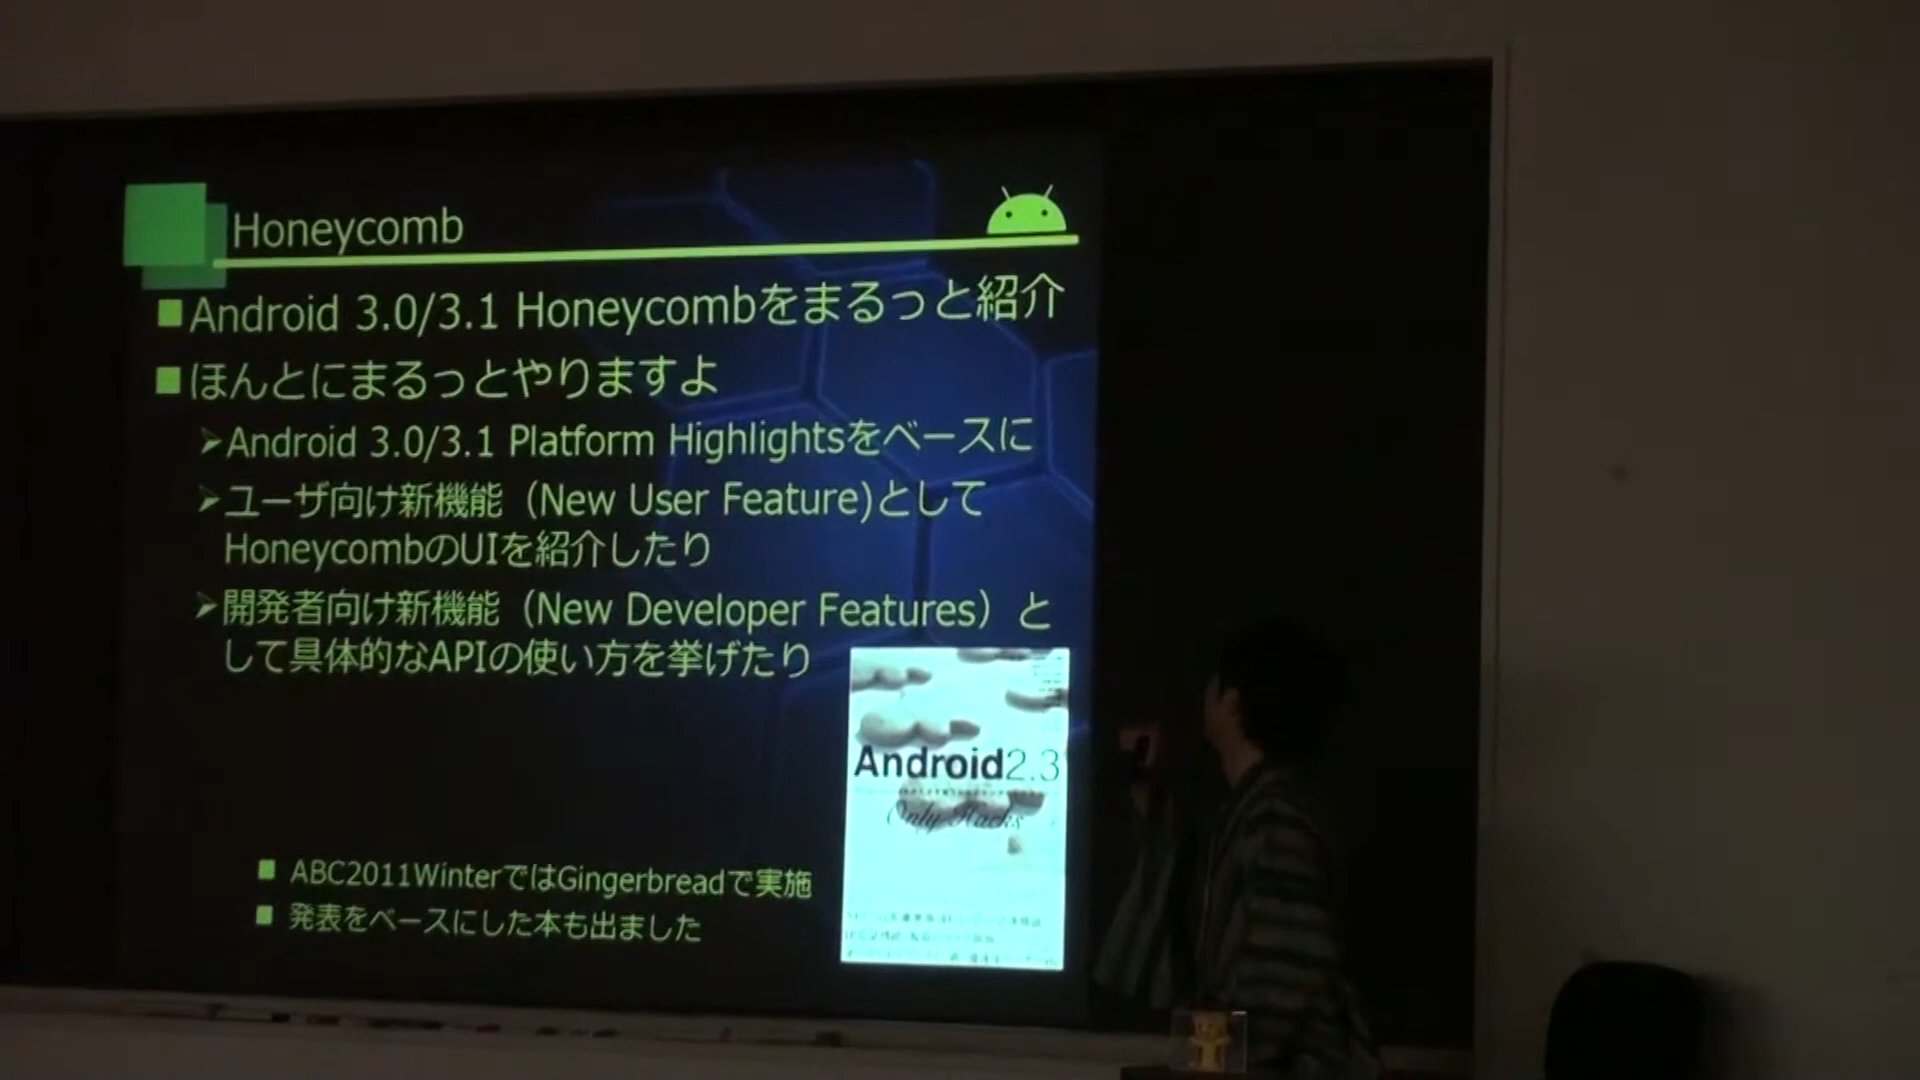 Honeycomb
■Android 3.0/3.1 Honeycombをまるっと紹介
■ほんとにまるっとやりますよ
➢Android 3.0/3.1 Platform Highlightsをベースに
➢ユーザ向け新機能（New User Feature)として
HoneycombのUIを紹介したり
➢開発者向け新機能（New Developer Features）と
して具体的なAPIの使い方を挙げたり
Android2.3
Only Hacks
■ ABC2011WinterではGingerbreadで実施
■ 発表をベースにした本も出ました